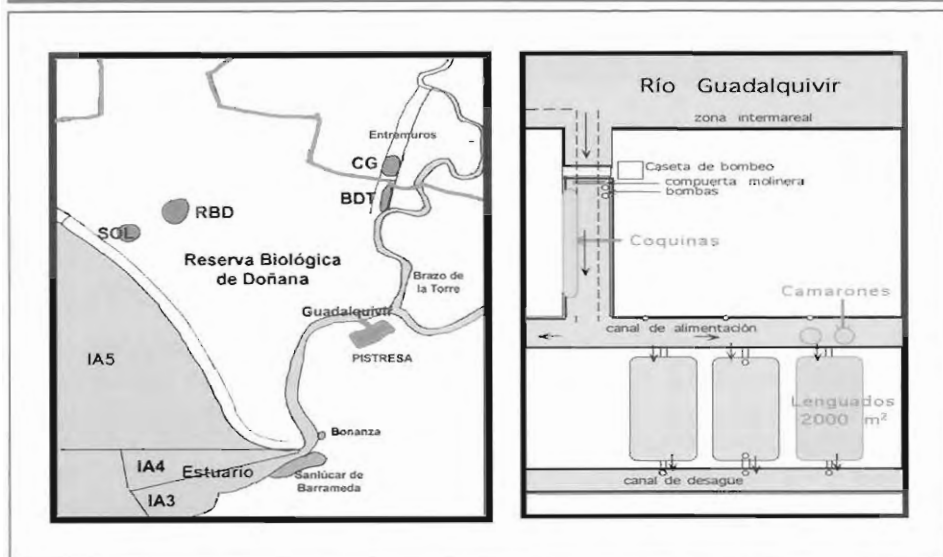 Entremuros
CG
BDT
RBD
SOL
Reserva Biológica
de Doñana
Brazo de
la Torre
Guadalquivir
PISTRESA
IA5
Bonanza
IA4
Estuario
Sanlúcar de
Barrameda
IA3
Río Guadalquivir
zona intermareal
Caseta de bombeo
compuerta molinera
bombas
Coquinas
Camarones
canal de alimentación
Lenguados
2000 m²
canal de desagüe